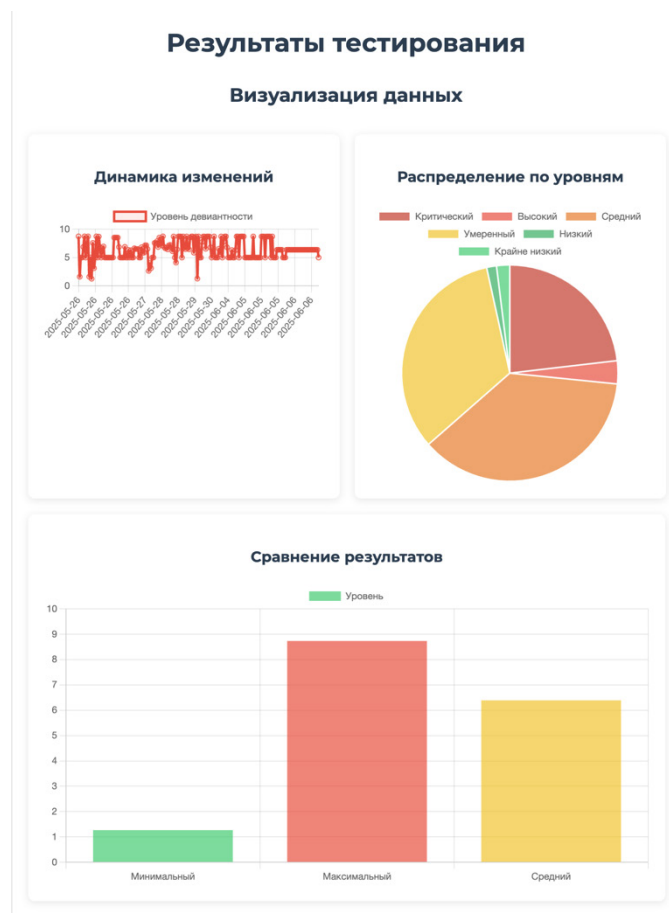 Результаты тестирования
Визуализация данных
Динамика изменений
Уровень девиантности
10
5
0
2025-05-26
2025-05-26
2025-05-26
2025-05-26
2025-05-27
2025-05-28
2025-05-28
2025-05-29
2025-05-30
2025-06-04
2025-06-05
2025-06-05
2025-06-05
2025-06-06
2025-06-06
Распределение по уровням
Критический Высокий Средний
Умеренный Низкий
Крайне низкий
Сравнение результатов
Уровень
10
9
8
7
6
5
4
3
2
1
0
Минимальный Максимальный Средний